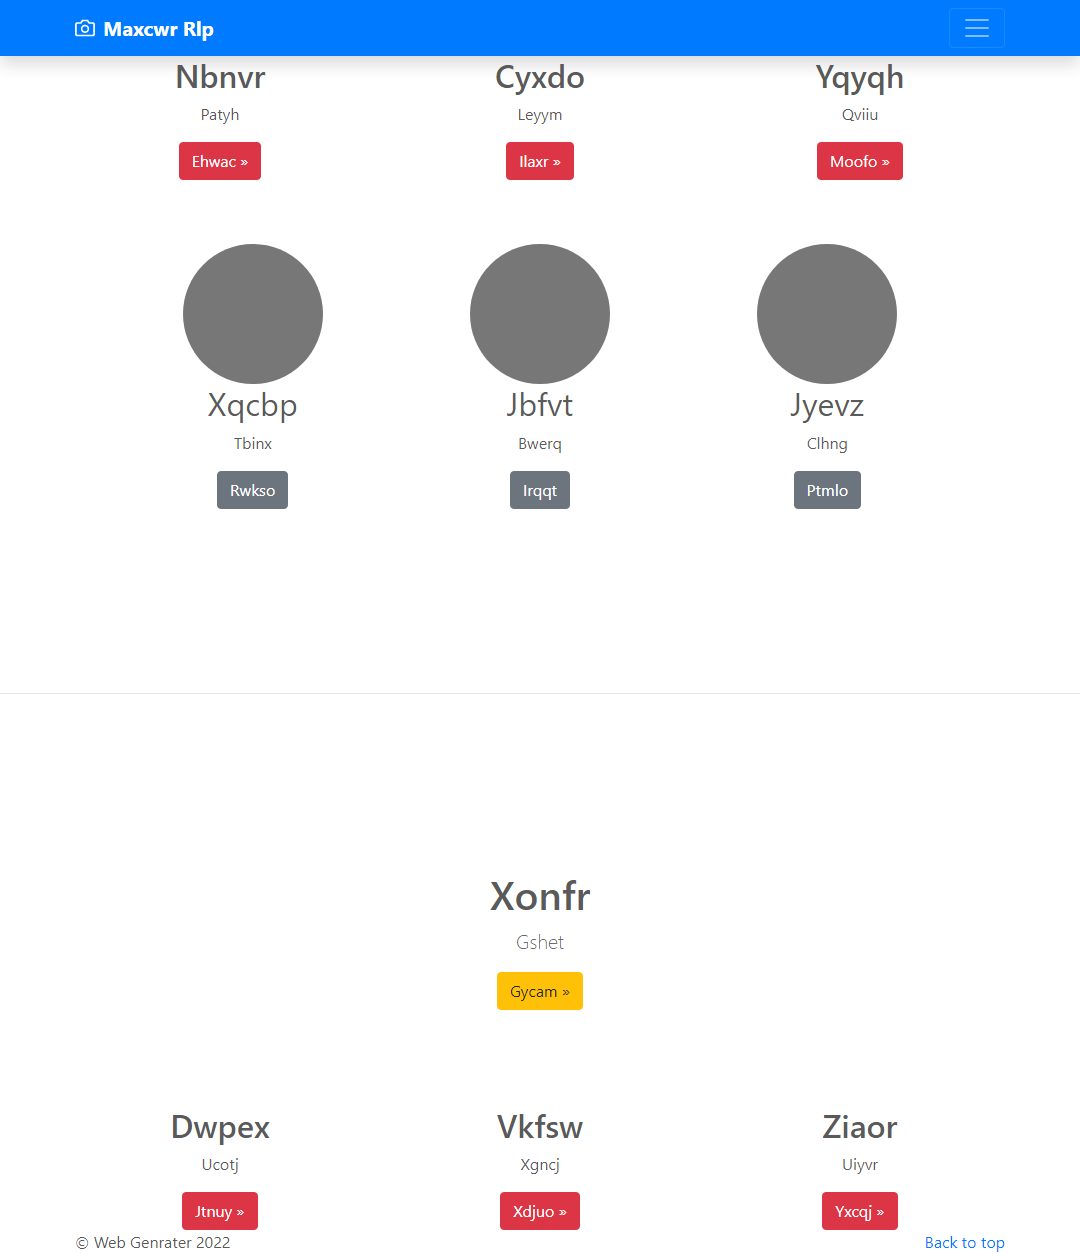 Maxcwr Rlp
Nbnvr
Patyh
Ehwac »
Cyxdo
Leyym
Ilaxr »
Yqyqh
Qviiu
Moofo »
Xqcbp
Tbinx
Rwkso
Jbfvt
Bwerq
Irqqt
Jyevz
Clhng
Ptmlo
Xonfr
Gshet
Gycam »
Dwpex
Ucotj
Jtnuy »
Vkfsw
Xgncj
Xdjuo »
Ziaor
Uiyvr
Yxcqj »
© Web Genrater 2022
Back to top